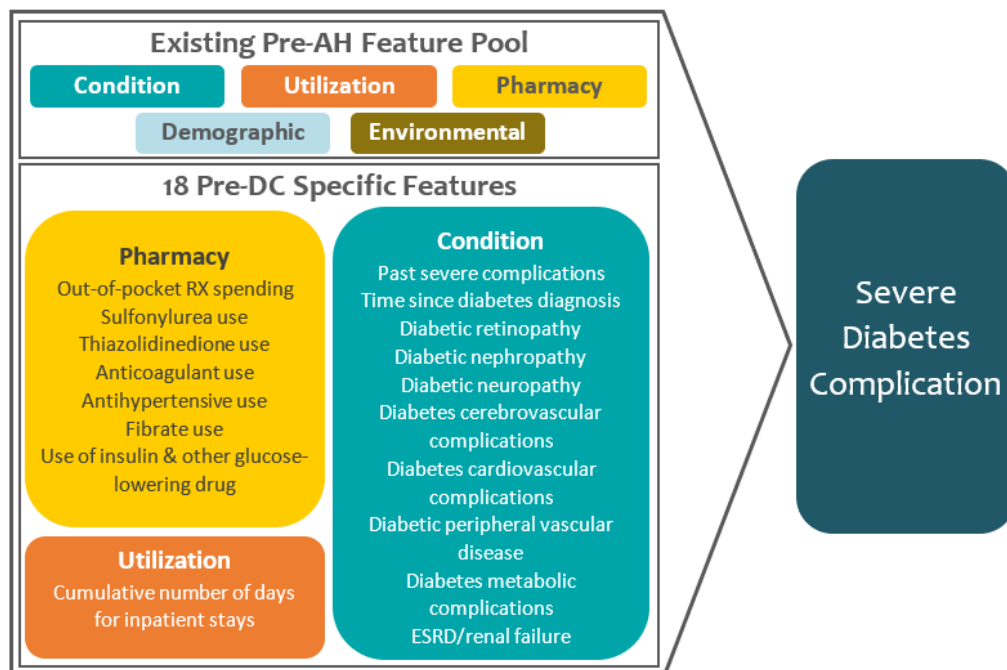 Existing Pre-AH Feature Pool
Condition
Utilization
Pharmacy
Demographic
Environmental
18 Pre-DC Specific Features
Pharmacy
Out-of-pocket RX spending
Sulfonylurea use
Thiazolidinedione use
Anticoagulant use
Antihypertensive use
Fibrate use
Use of insulin & other glucose-
lowering drug
Utilization
Cumulative number of days
for inpatient stays
Condition
Past severe complications
Time since diabetes diagnosis
Diabetic retinopathy
Diabetic nephropathy
Diabetic neuropathy
Diabetes cerebrovascular
complications
Diabetes cardiovascular
complications
Diabetic peripheral vascular
disease
Diabetes metabolic
complications
ESRD/renal failure
Severe
Diabetes
Complication